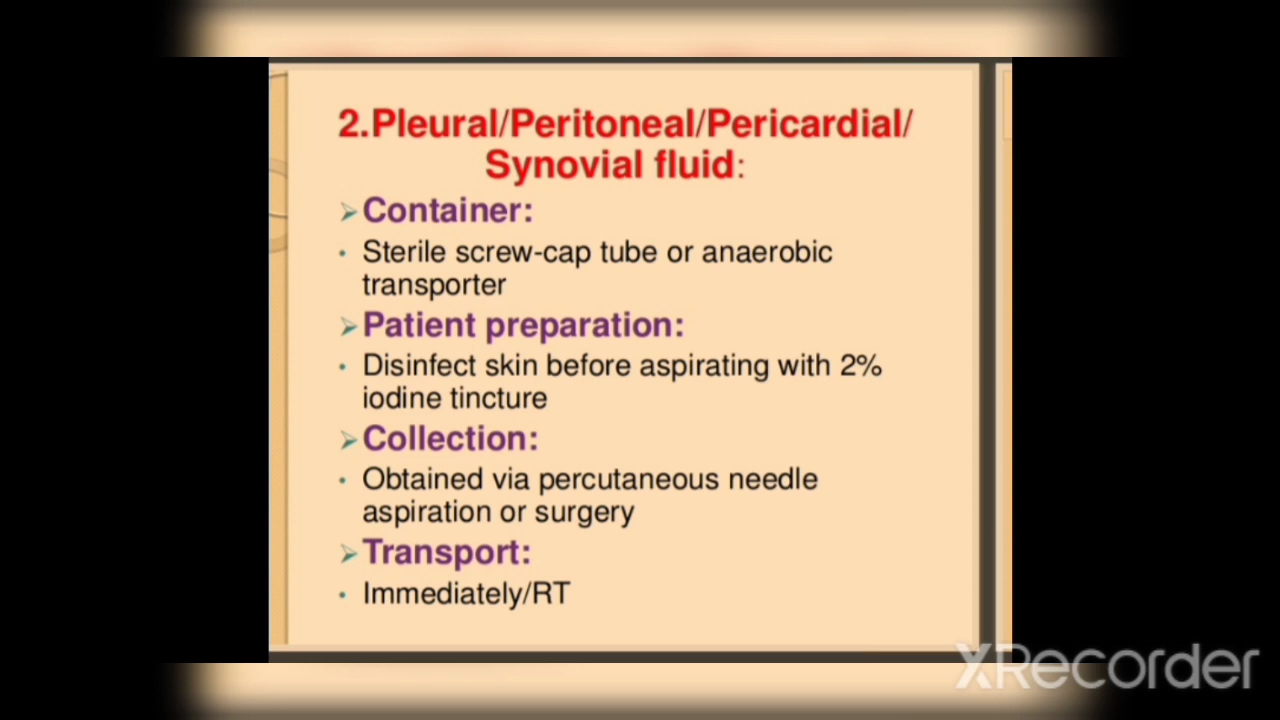 2.Pleural/Peritoneal/Pericardial/
Synovial fluid:
➢Container:
• Sterile screw-cap tube or anaerobic
transporter
➢Patient preparation:
• Disinfect skin before aspirating with 2%
iodine tincture
➢Collection:
• Obtained via percutaneous needle
aspiration or surgery
➢Transport:
• Immediately/RT
XRecorder